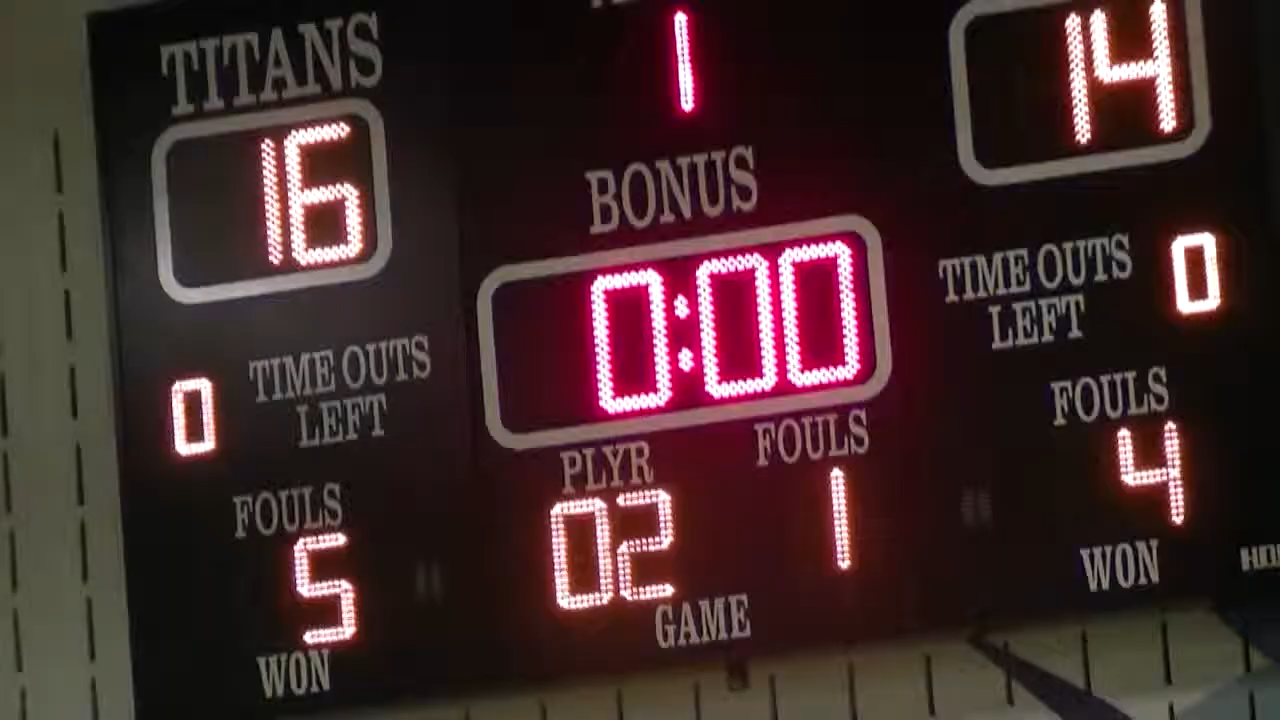 TITANS
1
14
16
BONUS
0:00
TIME OUTS
LEFT
0
0
TIME OUTS
LEFT
PLYR
FOULS
FOULS
FOULS
02
1
4
5
GAME
WON
WON